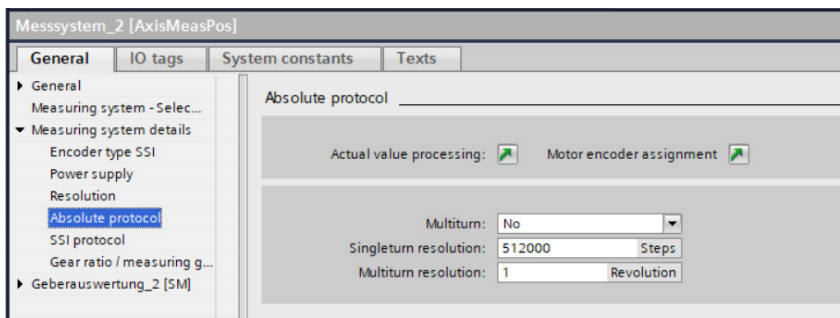 Messsystem_2 [AxisMeasPos]
General IO tags System constants Texts
General
Measuring system - Selec...
Measuring system details
Encoder type SSI
Power supply
Resolution
Absolute protocol
SSI protocol
Gear ratio / measuring g...
Geberauswertung_2 [SM]
Absolute protocol
Actual value processing: Motor encoder assignment
Multiturn: No
Singleturn resolution: 512000 Steps
Multiturn resolution: 1 Revolution